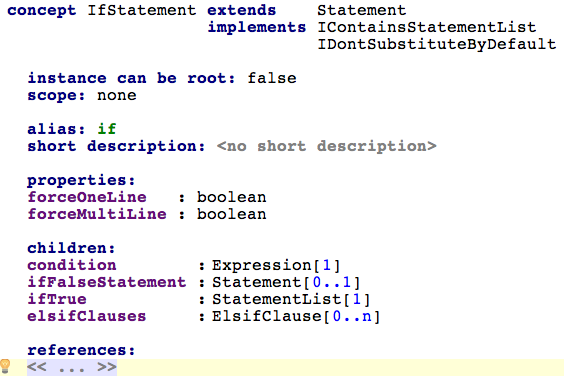 concept IfStatement extends Statement
implements IContainsStatementList
IDontSubstituteByDefault
instance can be root: false
scope: none
alias: if
short description: <no short description>
properties:
forceOneLine : boolean
forceMultiLine : boolean
children:
condition : Expression[1]
ifFalseStatement : Statement[0..1]
ifTrue : StatementList[1]
elsifClauses : ElsifClause[0..n]
references:
<< ... >>